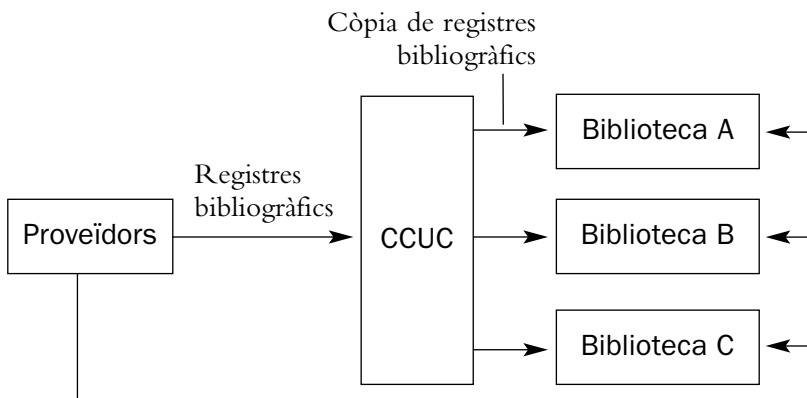 Còpia de registres
bibliogràfics
Biblioteca A
Registres
bibliogràfics
Proveïdors
CCUC
Biblioteca B
Biblioteca C